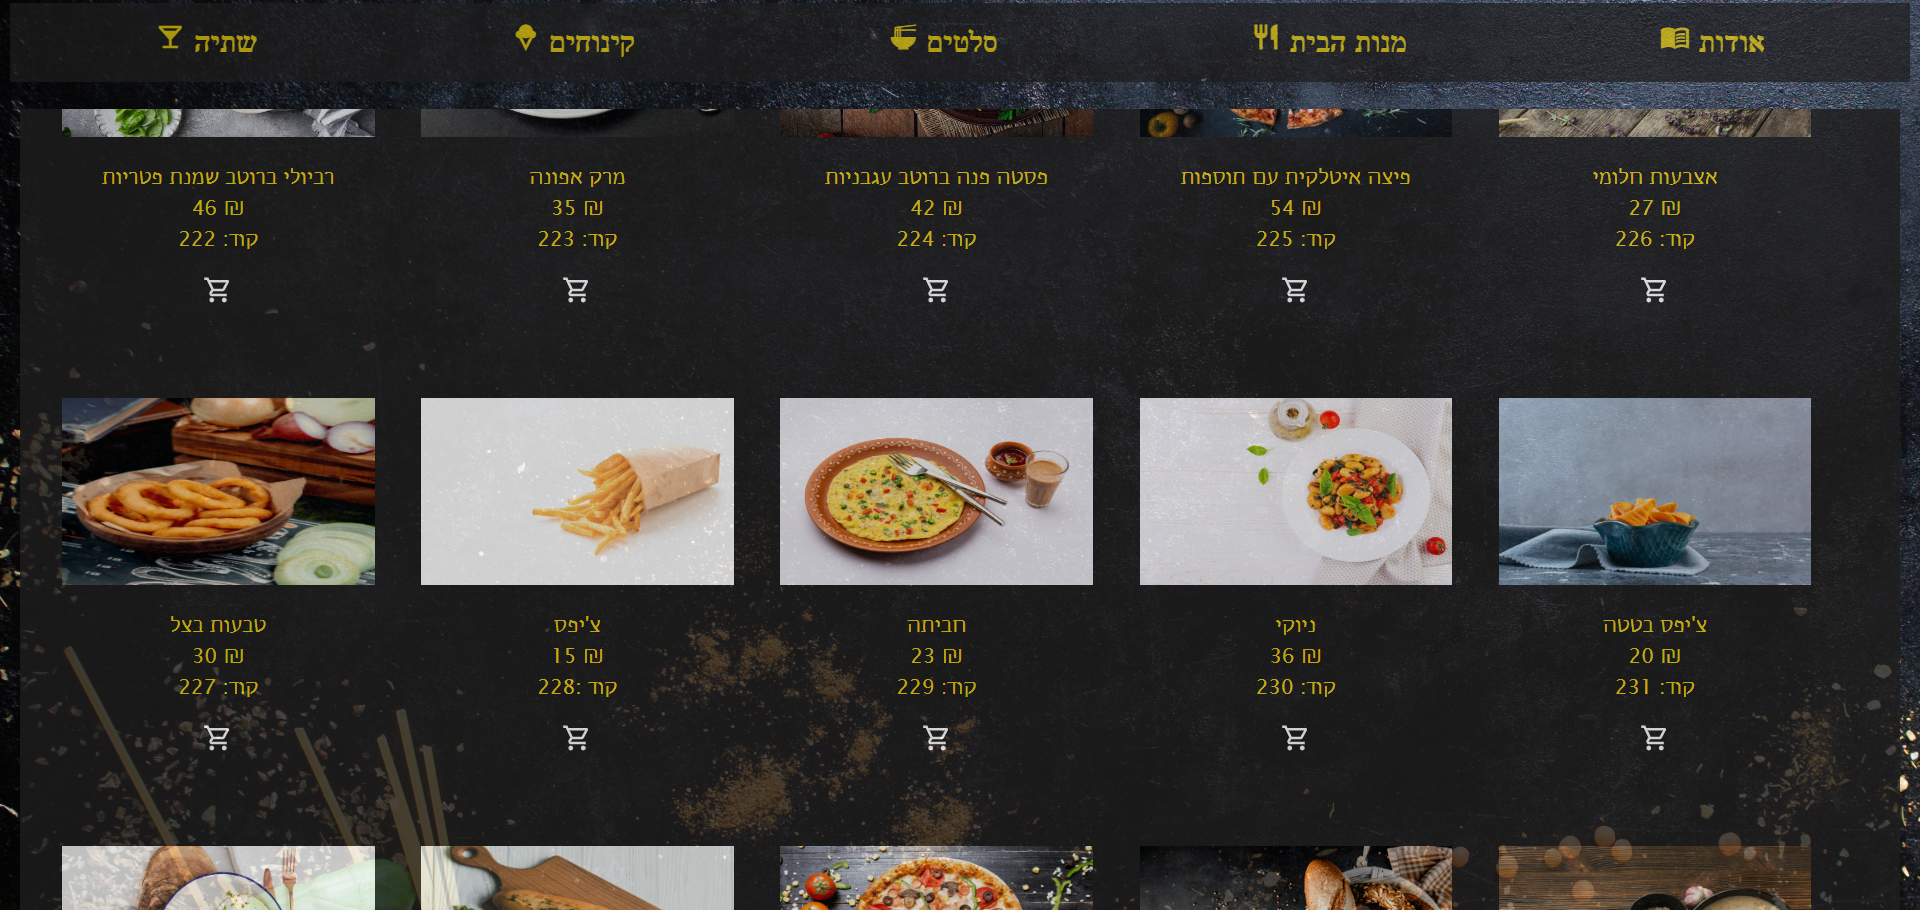 אודות
מנות הבית
סלטים
קינוחים
שתיה
אצבעות חלומי
27 ₪
קוד: 226
פיצה איטלקית עם תוספות
54 ₪
קוד: 225
פסטה פנה ברוטב עגבניות
42 ₪
קוד: 224
מרק אפונה
35 ₪
קוד: 223
רביולי ברוטב שמנת פטריות
46 ₪
קוד: 222
צ'יפס בטטה
20 ₪
קוד: 231
ניוקי
36 ₪
קוד: 230
חביתה
23 ₪
קוד: 229
צ'יפס
15 ₪
קוד :228
טבעות בצל
30 ₪
קוד: 227